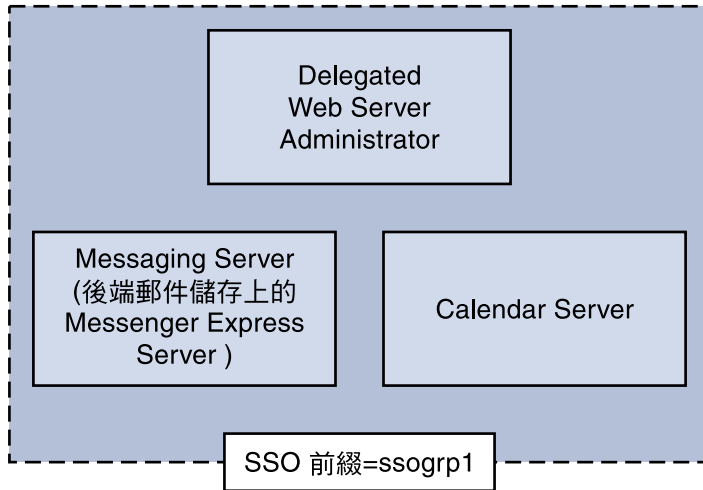 Delegated
Web Server
Administrator
Messaging Server
(後端郵件儲存上的
Messenger Express
Server )
Calendar Server
SSO 前綴=ssogrp1